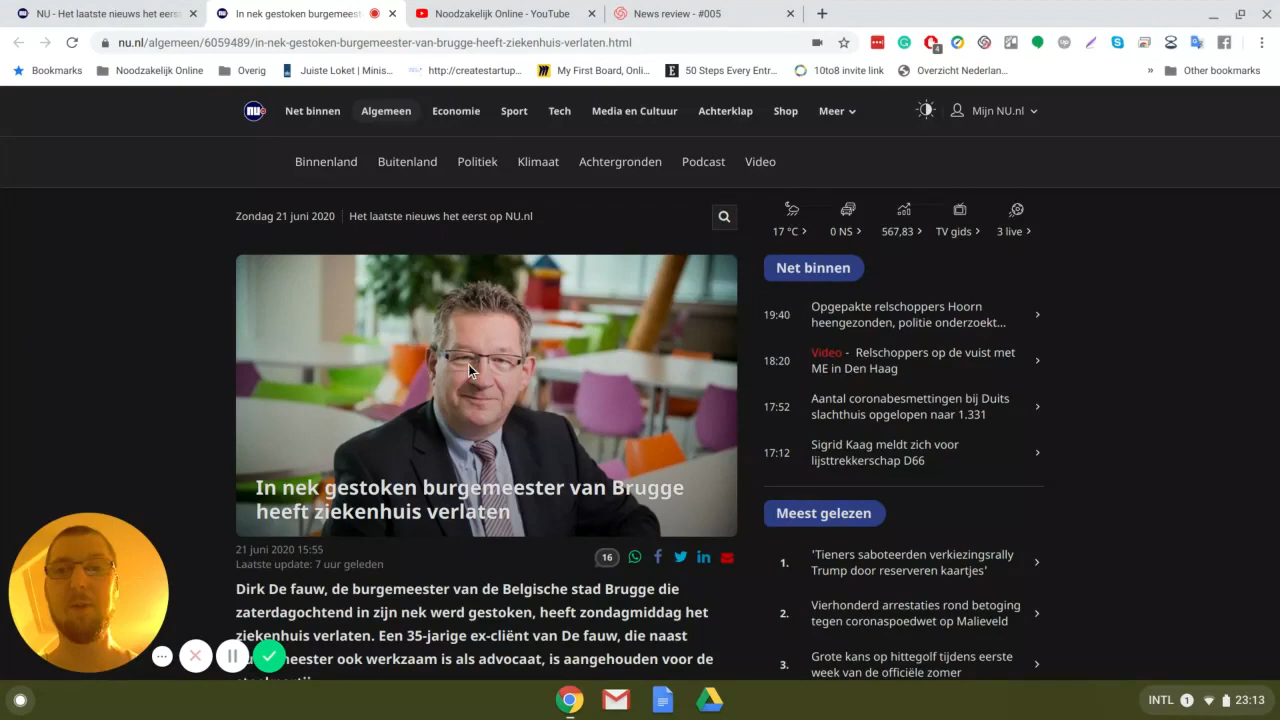 NU - Het laatste nieuws het eers
In nek gestoken burgemeest
Noodzakelijk Online - YouTube
News review - #005
nu.nl/algemeen/6059489/in-nek-gestoken-burgemeester-van-brugge-heeft-ziekenhuis-verlaten.html
4
Up
Bookmarks
Noodzakelijk Online
Overig
Juiste Loket | Minis...
http://createstartup...
My First Board, Onli...
50 Steps Every Entr...
10to8 invite link
Overzicht Nederlan...
»
Other bookmarks
NU
Net binnen
Algemeen
Economie
Sport
Tech
Media en Cultuur
Achterklap
Shop
Meer
Mijn NU.nl
Binnenland
Buitenland
Politiek
Klimaat
Achtergronden
Podcast
Video
Zondag 21 juni 2020
Het laatste nieuws het eerst op NU.nl
17 °C
0 NS
567,83
TV gids
3 live
In nek gestoken burgemeester van Brugge
heeft ziekenhuis verlaten
21 juni 2020 15:55
Laatste update: 7 uur geleden
16
Dirk De fauw, de burgemeester van de Belgische stad Brugge die
zaterdagochtend in zijn nek werd gestoken, heeft zondagmiddag het
ziekenhuis verlaten. Een 35-jarige ex-cliënt van De fauw, die naast
meester ook werkzaam is als advocaat, is aangehouden voor de
Net binnen
19:40
Opgepakte relschoppers Hoorn
heengezonden, politie onderzoekt...
18:20
Video - Relschoppers op de vuist met
ME in Den Haag
17:52
Aantal coronabesmettingen bij Duits
slachthuis opgelopen naar 1.331
17:12
Sigrid Kaag meldt zich voor
lijsttrekkerschap D66
Meest gelezen
1.
'Tieners saboteerden verkiezingsrally
Trump door reserveren kaartjes'
2.
Vierhonderd arrestaties rond betoging
tegen coronaspoedwet op Malieveld
3.
Grote kans op hittegolf tijdens eerste
week van de officiële zomer
INTL
1
23:13